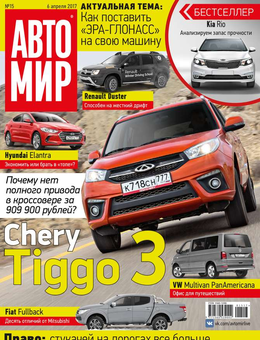 №15
6 апреля 2017
АВТО
МИР
АКТУАЛЬНАЯ ТЕМА:
Как поставить
«ЭРА-ГЛОНАСС»
на свою машину
БЕСТСЕЛЛЕР
Kia Rio
Анализируем запас прочности
Renault Duster
Способен на жесткий дрифт
Hyundai Elantra
Экономить или брать в «топе»?
Почему нет
полного привода
в кроссовере за
909 900 рублей?
к718сн777
Chery
Tiggo 3
VW Multivan PanAmericana
Офис для путешествий
Fiat Fullback
Десять отличий от Mitsubishi
vk.com/avtomirlive
Право: скачей на дорогах все больше